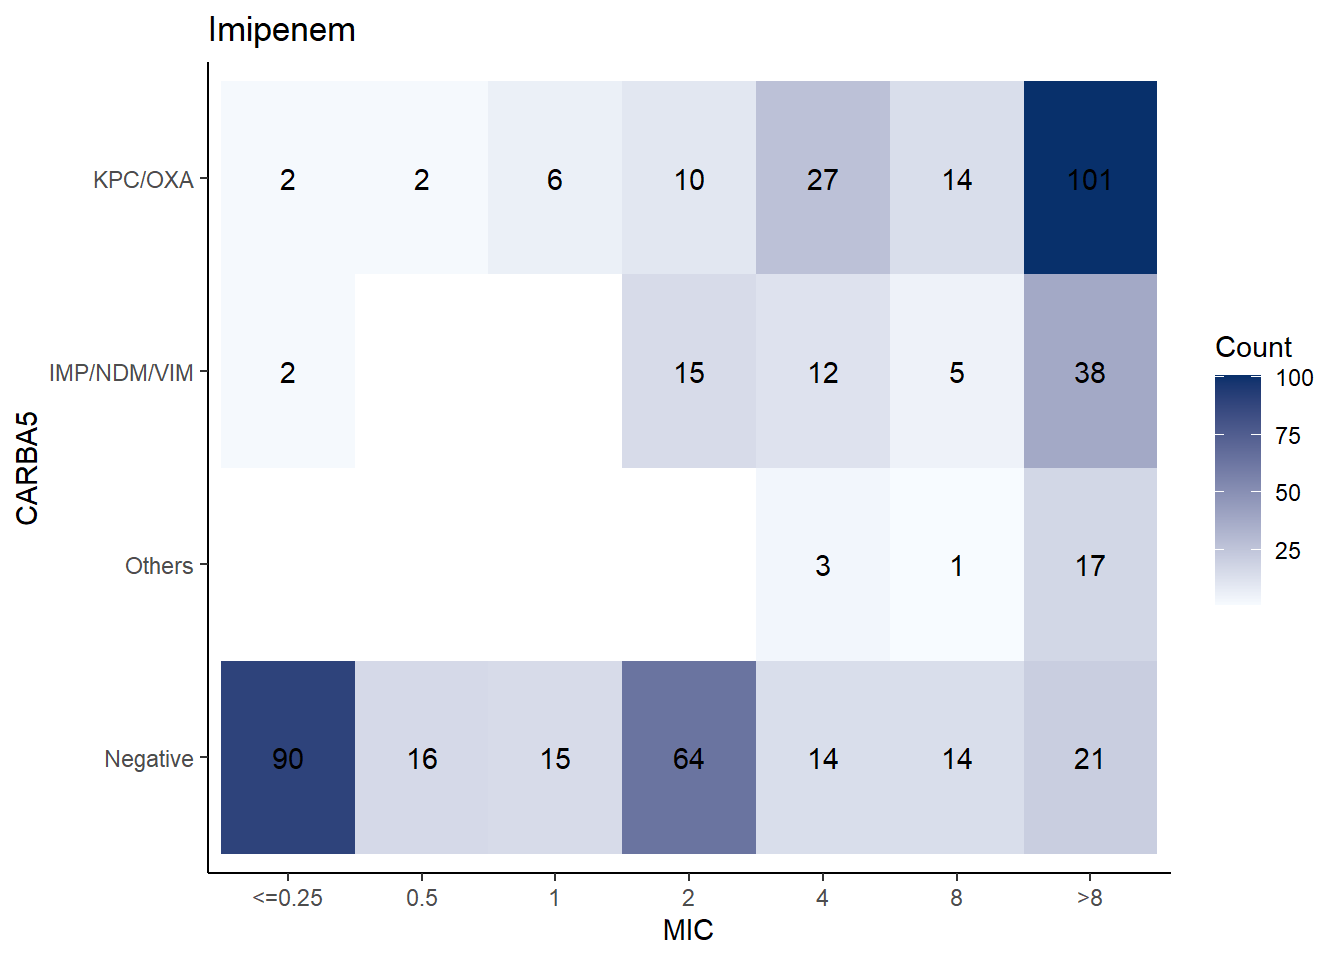 Imipenem
KPC/OXA 2 2 6 10 27 14 101
IMP/NDM/VIM 2 15 12 5 38
Others 3 1 17
Negative 90 16 15 64 14 14 21
<=0.25 0.5 1 2 4 8 >8
MIC
CARBA5
Count
100
75
50
25